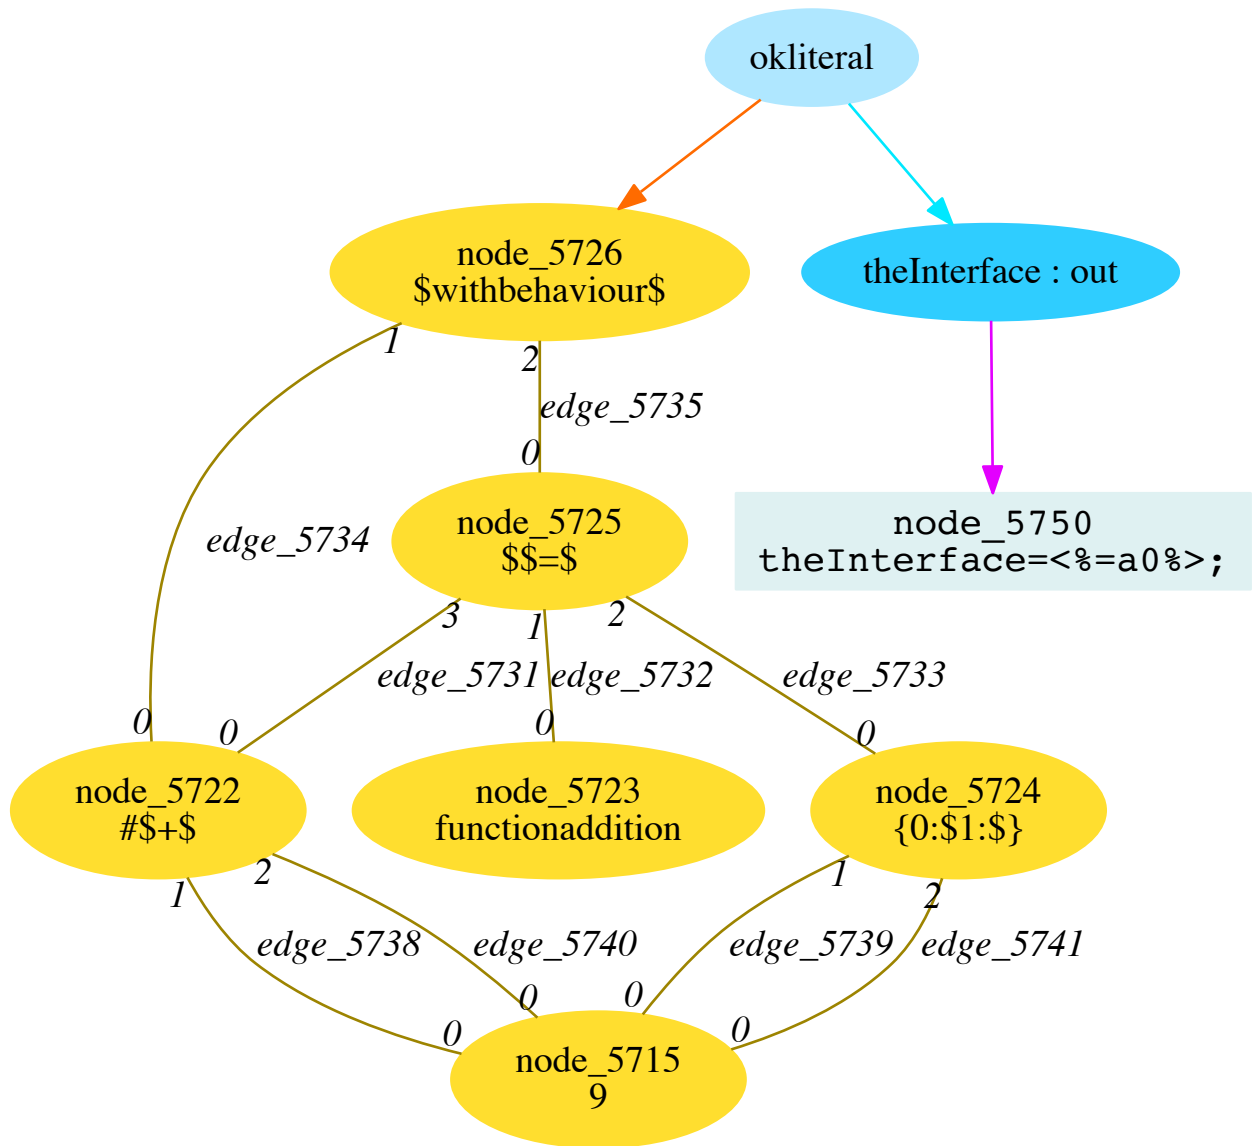 okliteral
node_5726
$withbehaviour$
theInterface : out
1
2
edge_5735
0
edge_5734
node_5725
$$=$
node_5750
theInterface=<%=a0%>;
3
1
2
edge_5731
edge_5732
edge_5733
0
0
0
0
node_5722
#$+$
node_5723
functionaddition
node_5724
{0:$1:$}
1
2
1
2
edge_5738
edge_5740
edge_5739
edge_5741
0
0
0
0
node_5715
9